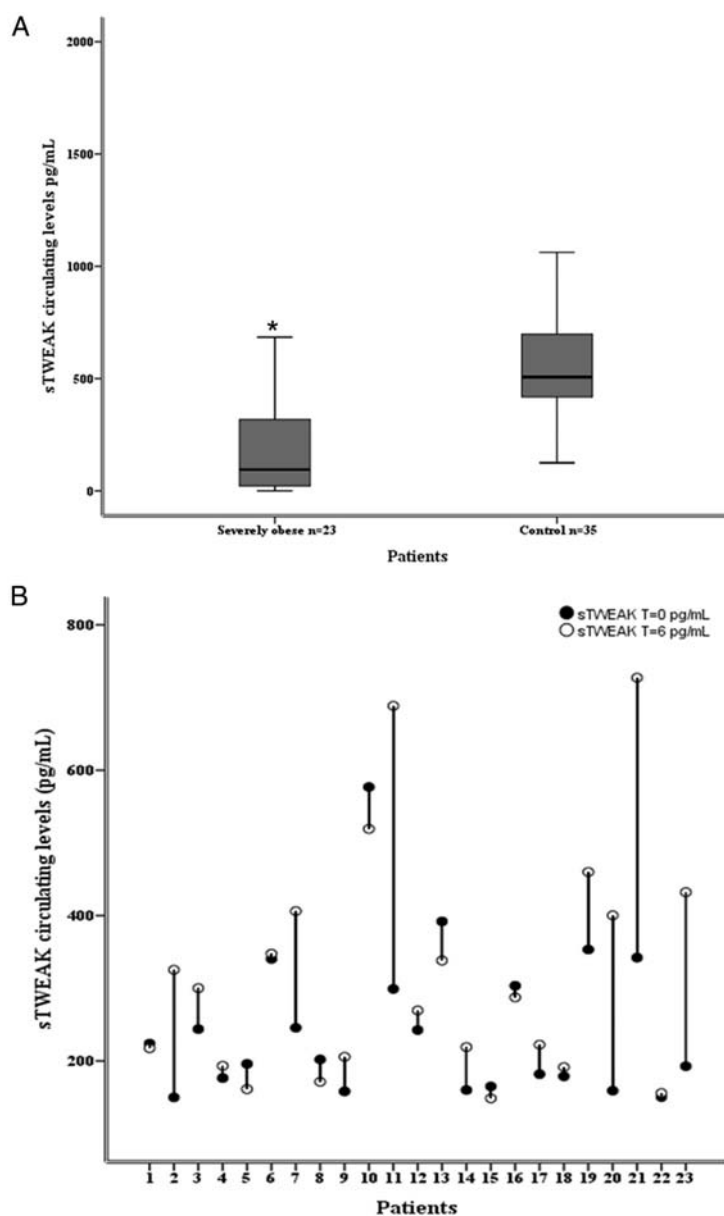 A
2000
1500
1000
500
0
sTWEAK circulating levels pg/mL
*
Severely obese n=23 Control n=35
Patients
B
sTWEAK T=0 pg/mL
sTWEAK T=6 pg/mL
800
600
400
200
sTWEAK circulating levels (pg/mL)
1 2 3 4 5 6 7 8 9 10 11 12 13 14 15 16 17 18 19 20 21 22 23
Patients